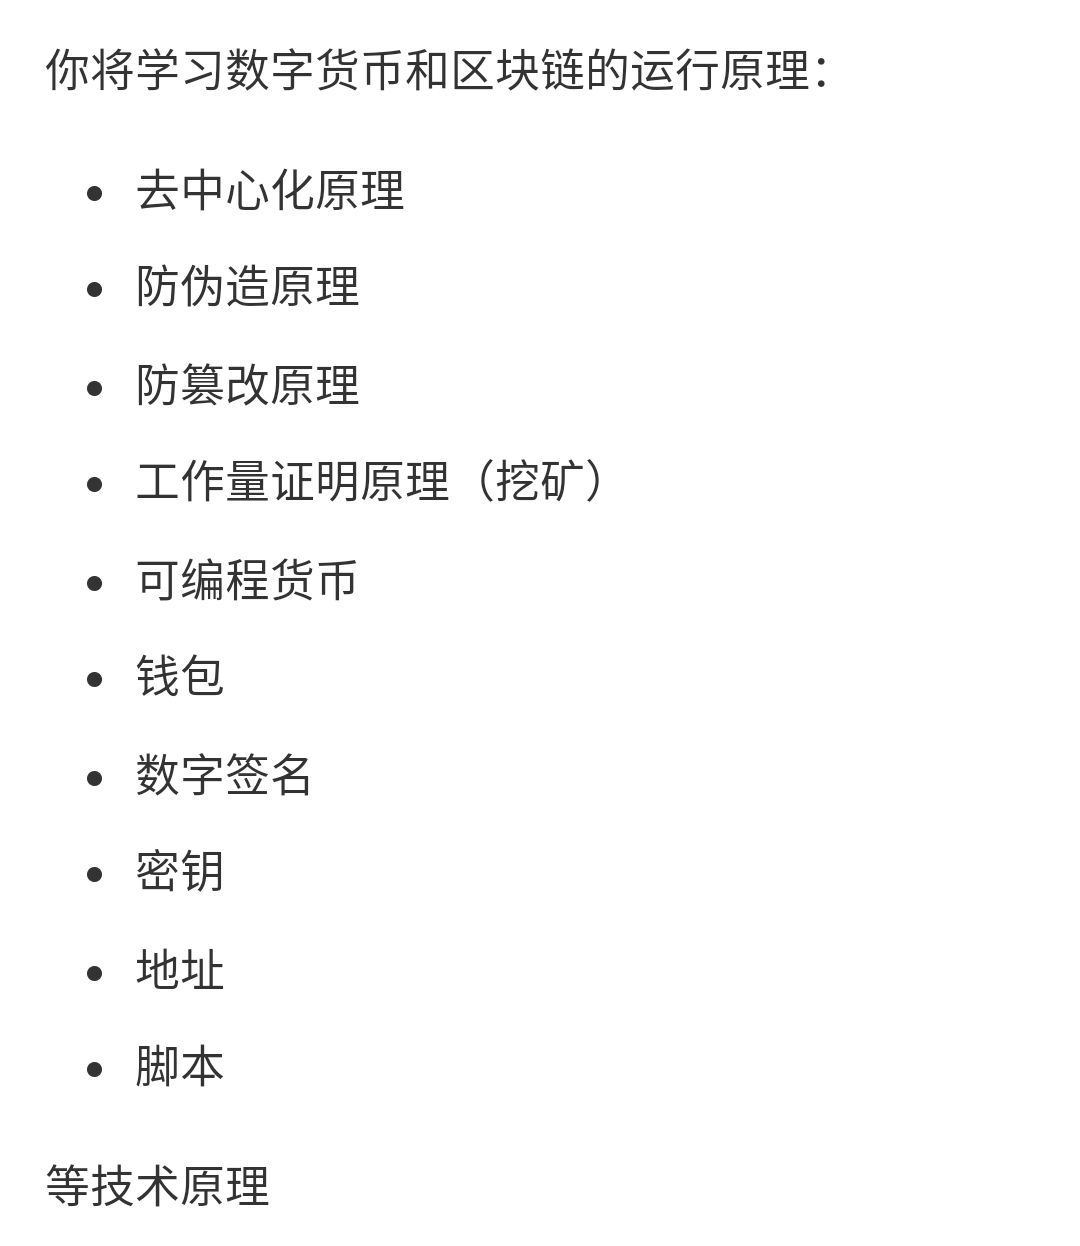 你将学习数字货币和区块链的运行原理：
• 去中心化原理
• 防伪造原理
• 防篡改原理
• 工作量证明原理（挖矿）
• 可编程货币
• 钱包
• 数字签名
• 密钥
• 地址
• 脚本
等技术原理